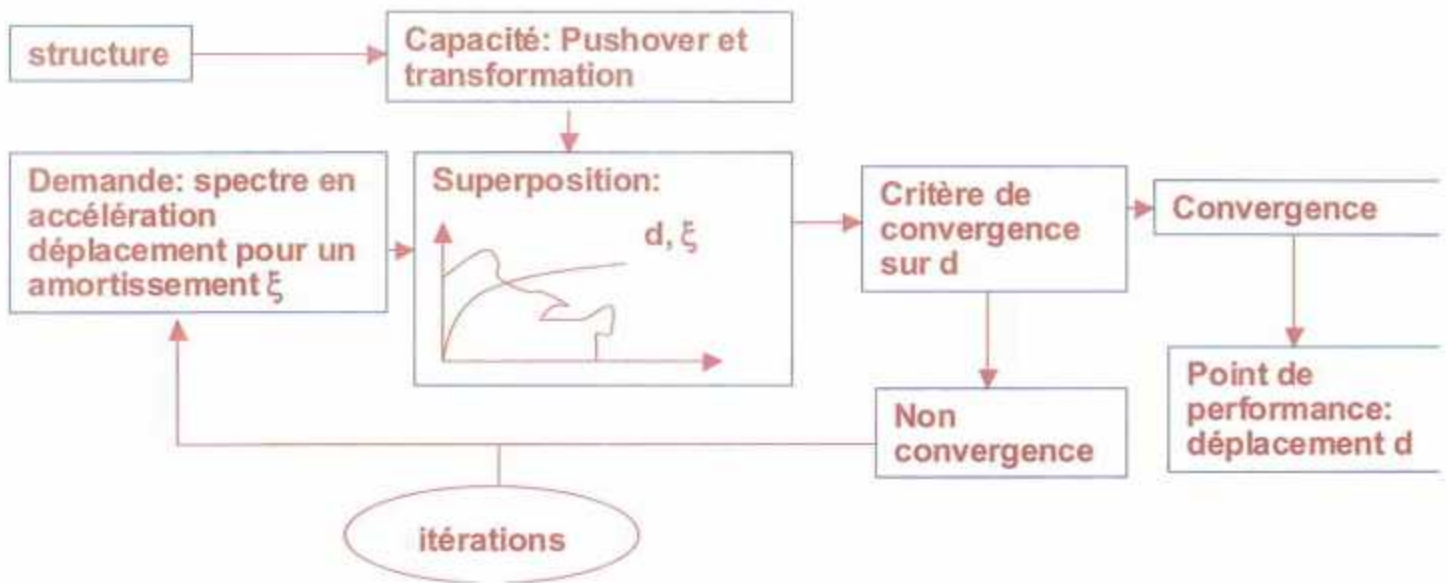 structure
Capacité: Pushover et
transformation
Demande: spectre en
accélération
déplacement pour un
amortissement ξ
Superposition:
d, ξ
Critère de
convergence
sur d
Convergence
Non
convergence
Point de
performance:
déplacement d
itérations